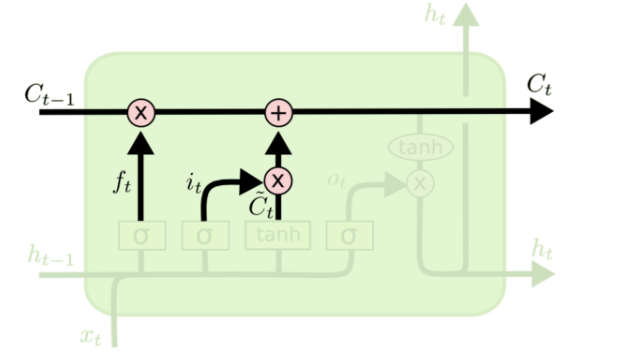 h_t
C_{t-1} x + C_t
tanh
f_t i_t x o_t x
C̃_t
σ σ tanh σ
h_{t-1} h_t
x_t